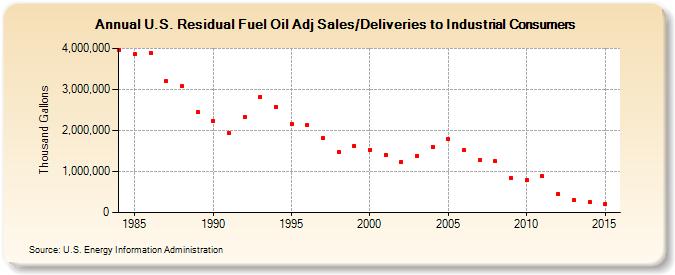 Annual U.S. Residual Fuel Oil Adj Sales/Deliveries to Industrial Consumers
Thousand Gallons
4,000,000
3,000,000
2,000,000
1,000,000
0
1985 1990 1995 2000 2005 2010 2015
Source: U.S. Energy Information Administration